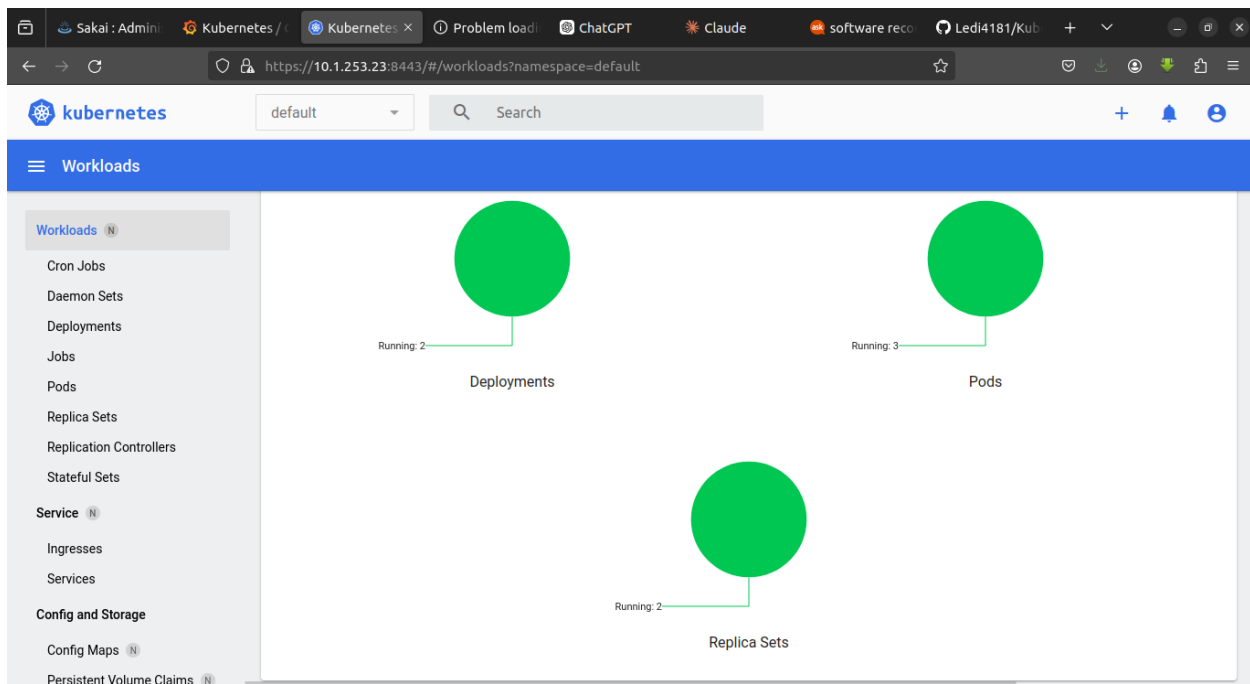 Sakai : Admini
Kubernetes /
Kubernetes
Problem loadi
ChatGPT
Claude
ask
software reco
Ledi4181/Kub
https://10.1.253.23:8443/#/workloads?namespace=default
kubernetes
default
Search
Workloads
Workloads N
Cron Jobs
Daemon Sets
Deployments
Jobs
Pods
Replica Sets
Replication Controllers
Stateful Sets
Service N
Ingresses
Services
Config and Storage
Config Maps N
Persistent Volume Claims N
Running: 2
Deployments
Running: 3
Pods
Running: 2
Replica Sets